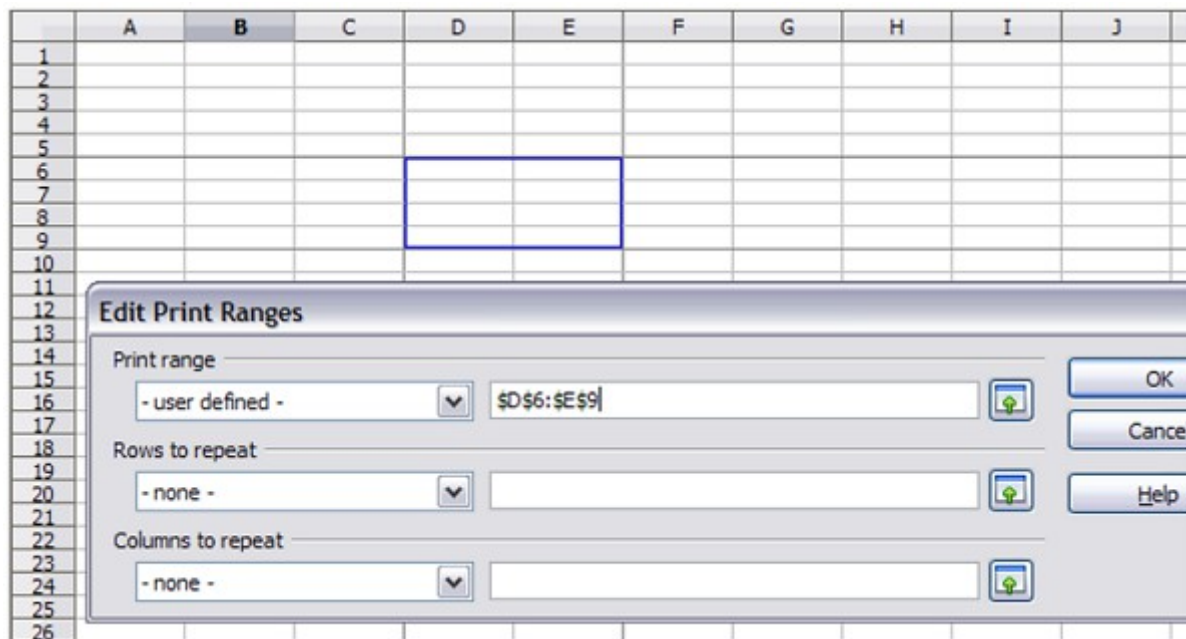 A B C D E F G H I J
1
2
3
4
5
6
7
8
9
10
11
12 Edit Print Ranges
13
14 Print range
15 OK
16 - user defined - $D$6:$E$9
17 Cance
18 Rows to repeat
19
20 - none - Help
21
22 Columns to repeat
23
24 - none -
25
26